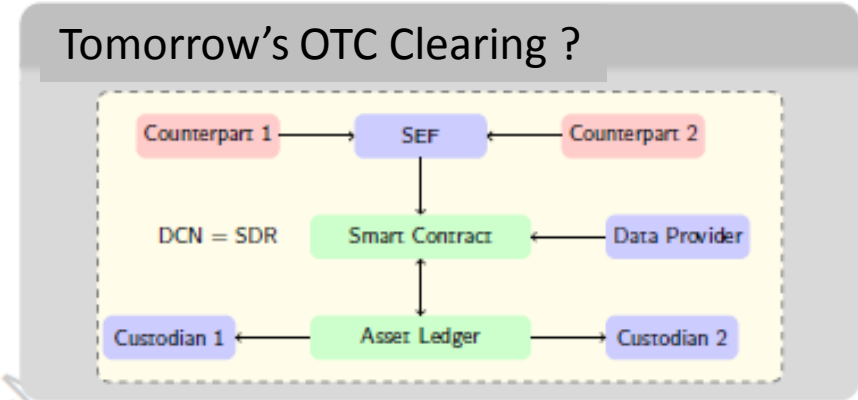 Tomorrow’s OTC Clearing ?
Counterpart 1 SEF Counterpart 2
DCN = SDR Smart Contract Data Provider
Custodian 1 Asset Ledger Custodian 2